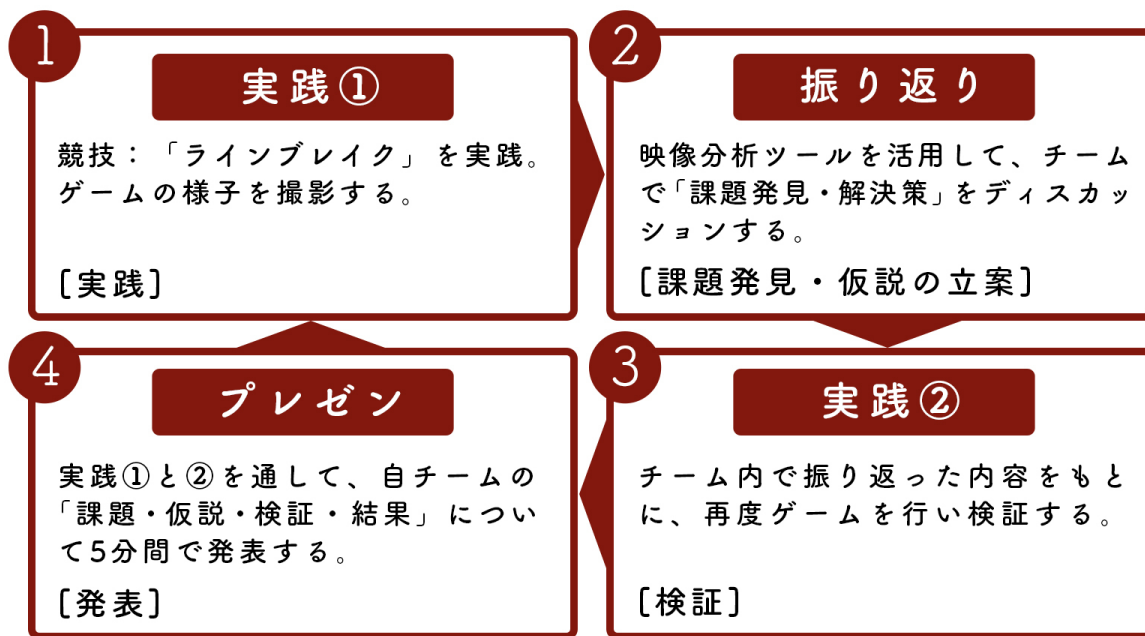 1
実践①
競技：「ラインブレイク」を実践。
ゲームの様子を撮影する。
[実践]
2
振り返り
映像分析ツールを活用して、チーム
で「課題発見・解決策」をディスカッ
ションする。
[課題発見・仮説の立案]
3
実践②
チーム内で振り返った内容をもと
に、再度ゲームを行い検証する。
[検証]
4
プレゼン
実践①と②を通して、自チームの
「課題・仮説・検証・結果」につい
て5分間で発表する。
[発表]